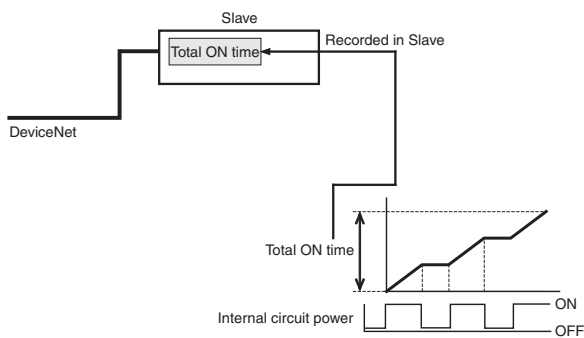 Slave
Total ON time
Recorded in Slave
DeviceNet
Total ON time
Internal circuit power
ON
OFF